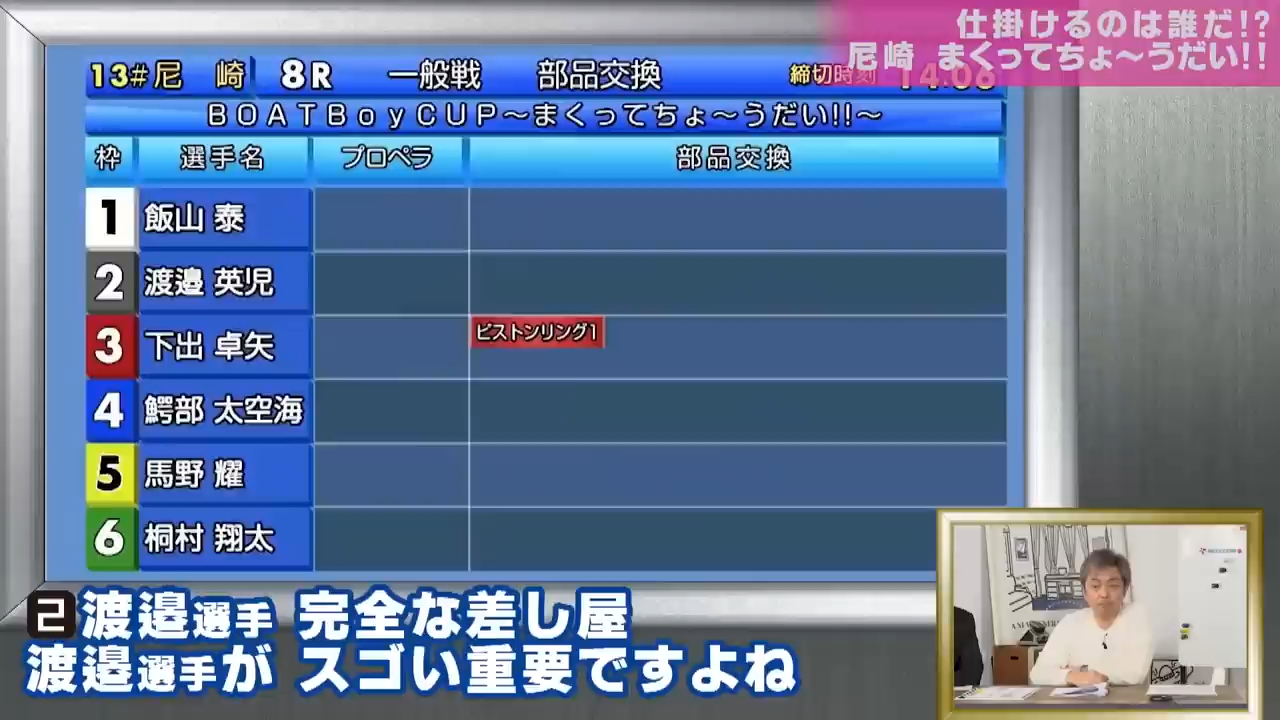 仕掛けるのは誰だ!?
尼崎 まくってちょ～うだい!!
13#尼 崎 8R 一般戦 部品交換 締切時刻 14:06
BOATBoyCUP～まくってちょ～うだい!!～
枠 選手名 プロペラ 部品交換
1 飯山 泰
2 渡邉 英児
3 下出 卓矢 ピストンリング1
4 鰐部 太空海
5 馬野 耀
6 桐村 翔太
2 渡邉選手 完全な差し屋
渡邉選手が スゴい重要ですよね